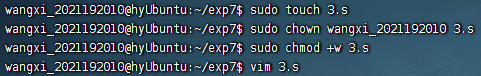 wangxi_2021192010@hyUbuntu:~/exp7$ sudo touch 3.s
wangxi_2021192010@hyUbuntu:~/exp7$ sudo chown wangxi_2021192010 3.s
wangxi_2021192010@hyUbuntu:~/exp7$ sudo chmod +w 3.s
wangxi_2021192010@hyUbuntu:~/exp7$ vim 3.s